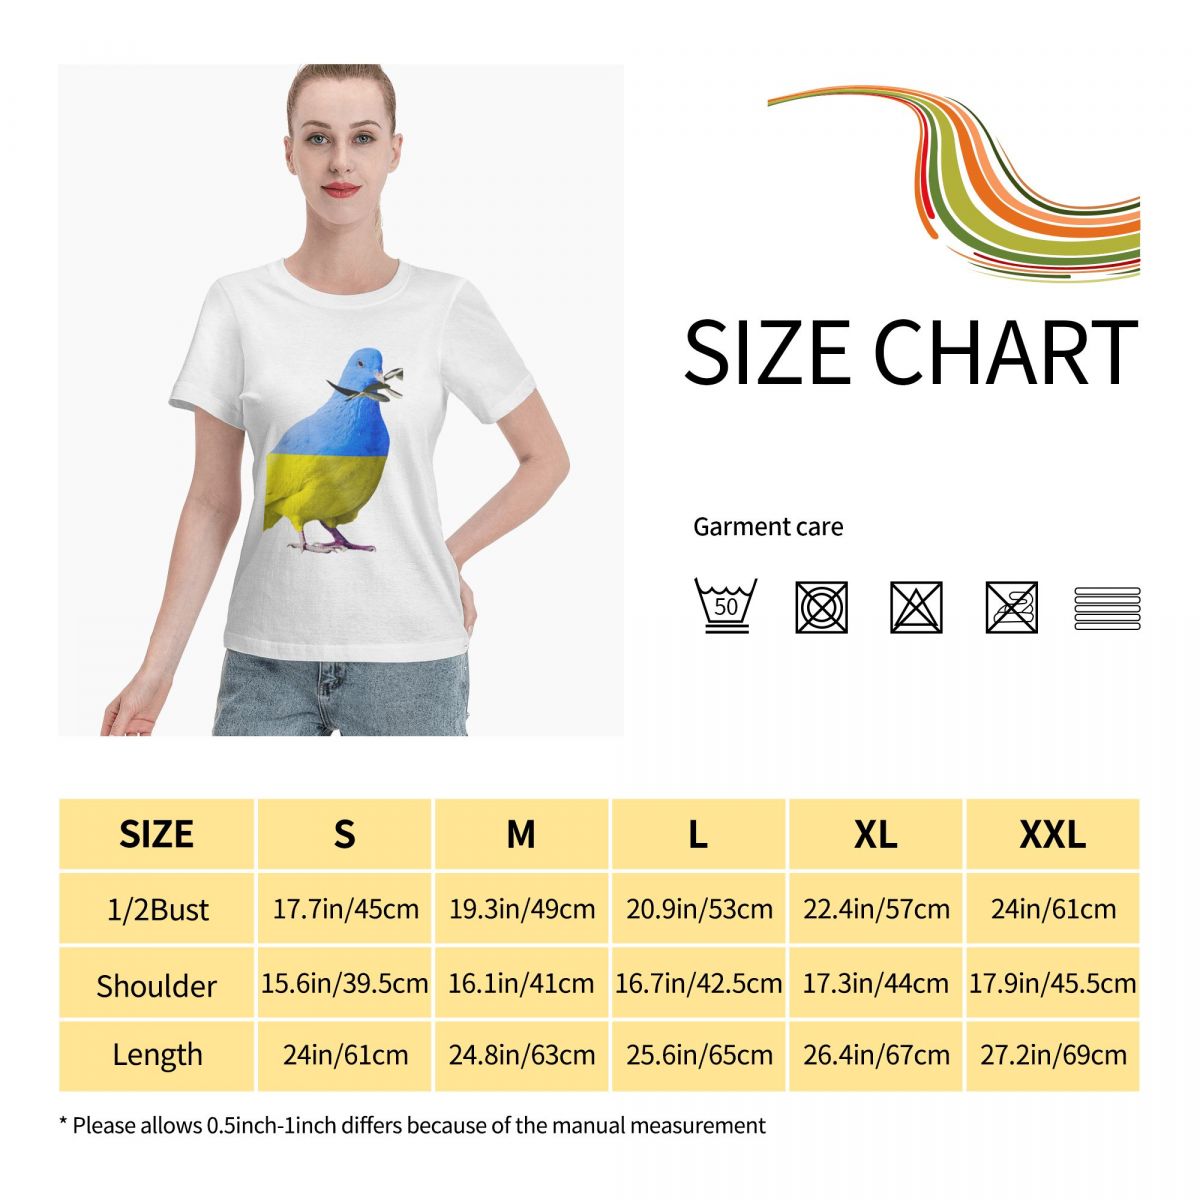 SIZE CHART
Garment care
50
SIZE S M L XL XXL
1/2Bust 17.7in/45cm 19.3in/49cm 20.9in/53cm 22.4in/57cm 24in/61cm
Shoulder 15.6in/39.5cm 16.1in/41cm 16.7in/42.5cm 17.3in/44cm 17.9in/45.5cm
Length 24in/61cm 24.8in/63cm 25.6in/65cm 26.4in/67cm 27.2in/69cm
* Please allows 0.5inch-1inch differs because of the manual measurement